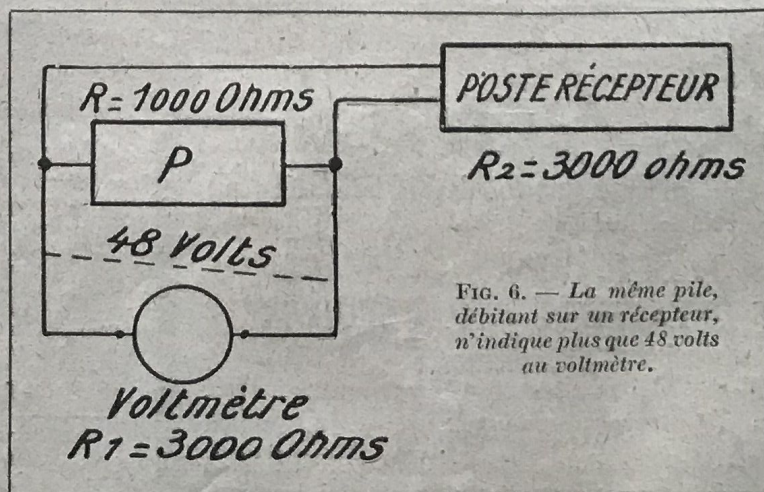 POSTE RÉCEPTEUR
R=1000 Ohms
P
R2=3000 ohms
48 Volts
FIG. 6. — La même pile,
débitant sur un récepteur,
n'indique plus que 48 volts
au voltmètre.
Voltmètre
R1=3000 Ohms